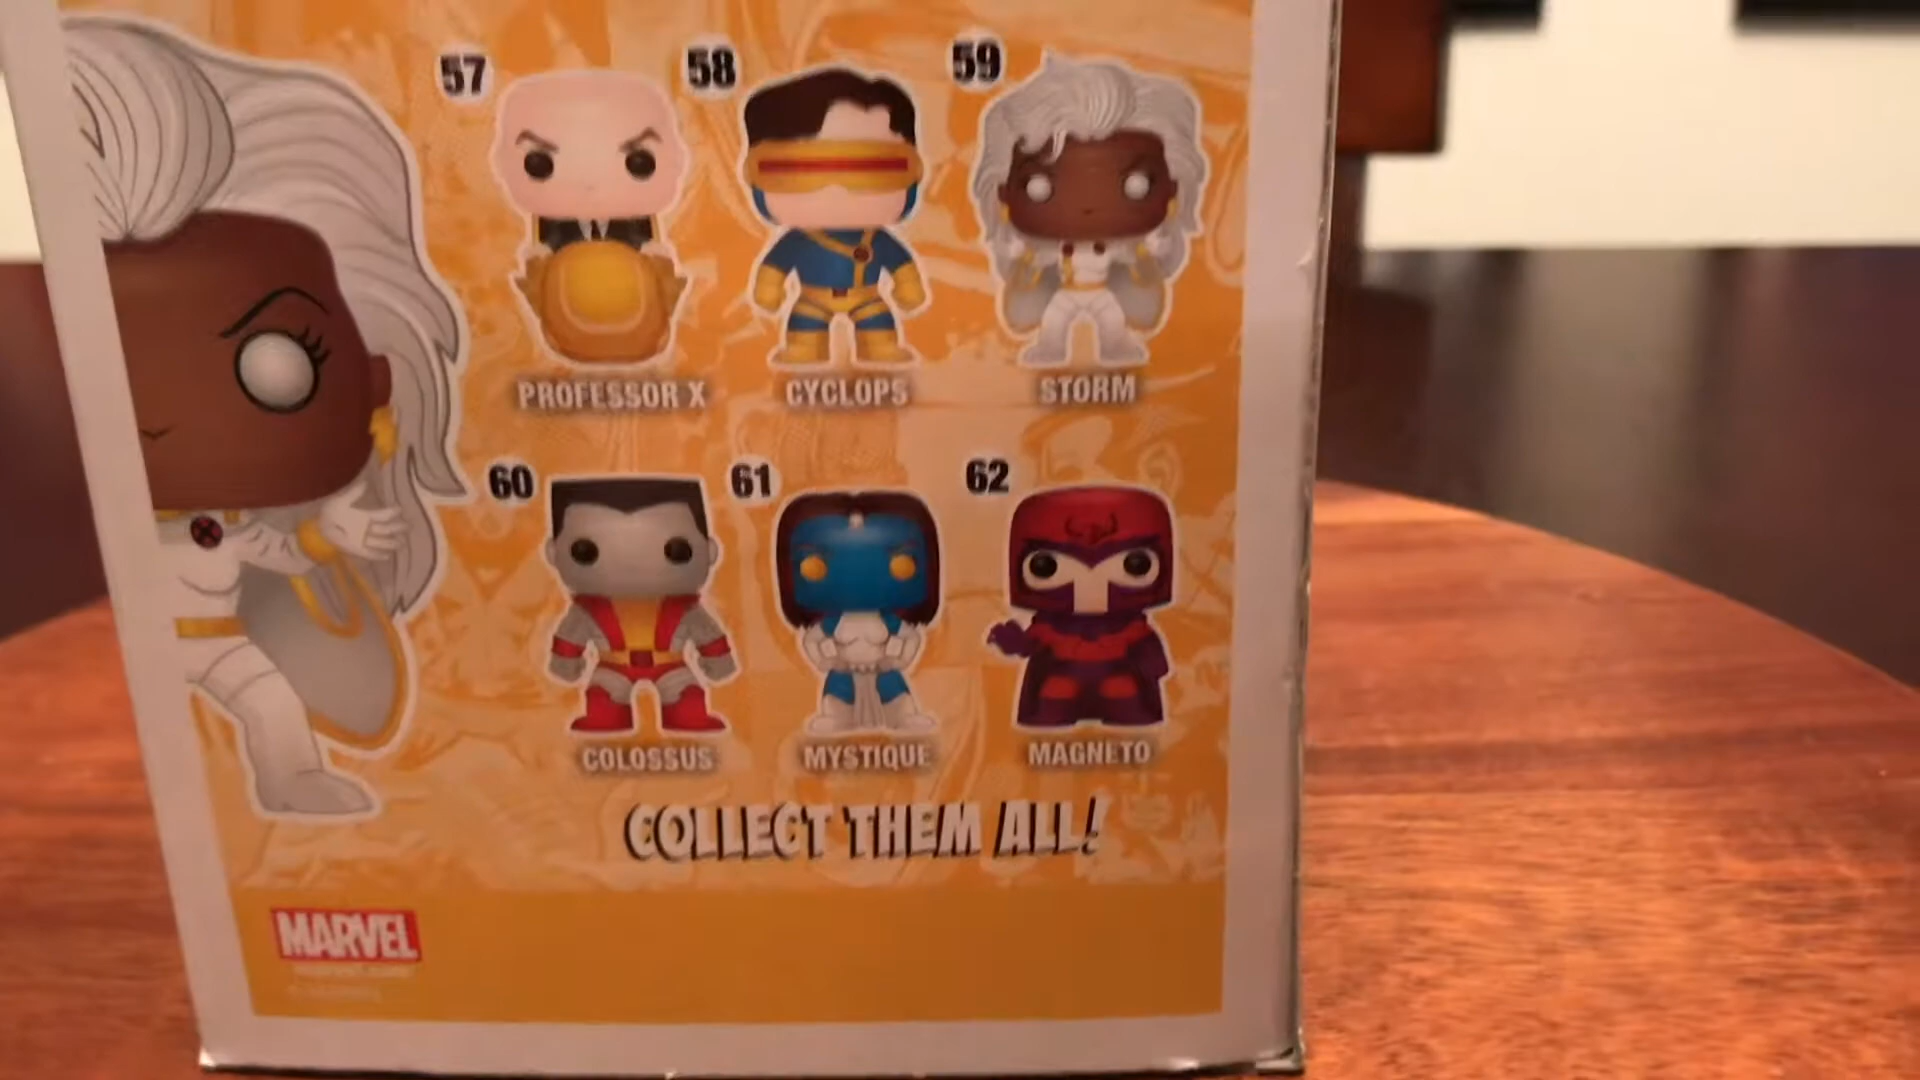 57 58 59
PROFESSOR X CYCLOPS STORM
60 61 62
COLOSSUS MYSTIQUE MAGNETO
COLLECT THEM ALL!
MARVEL